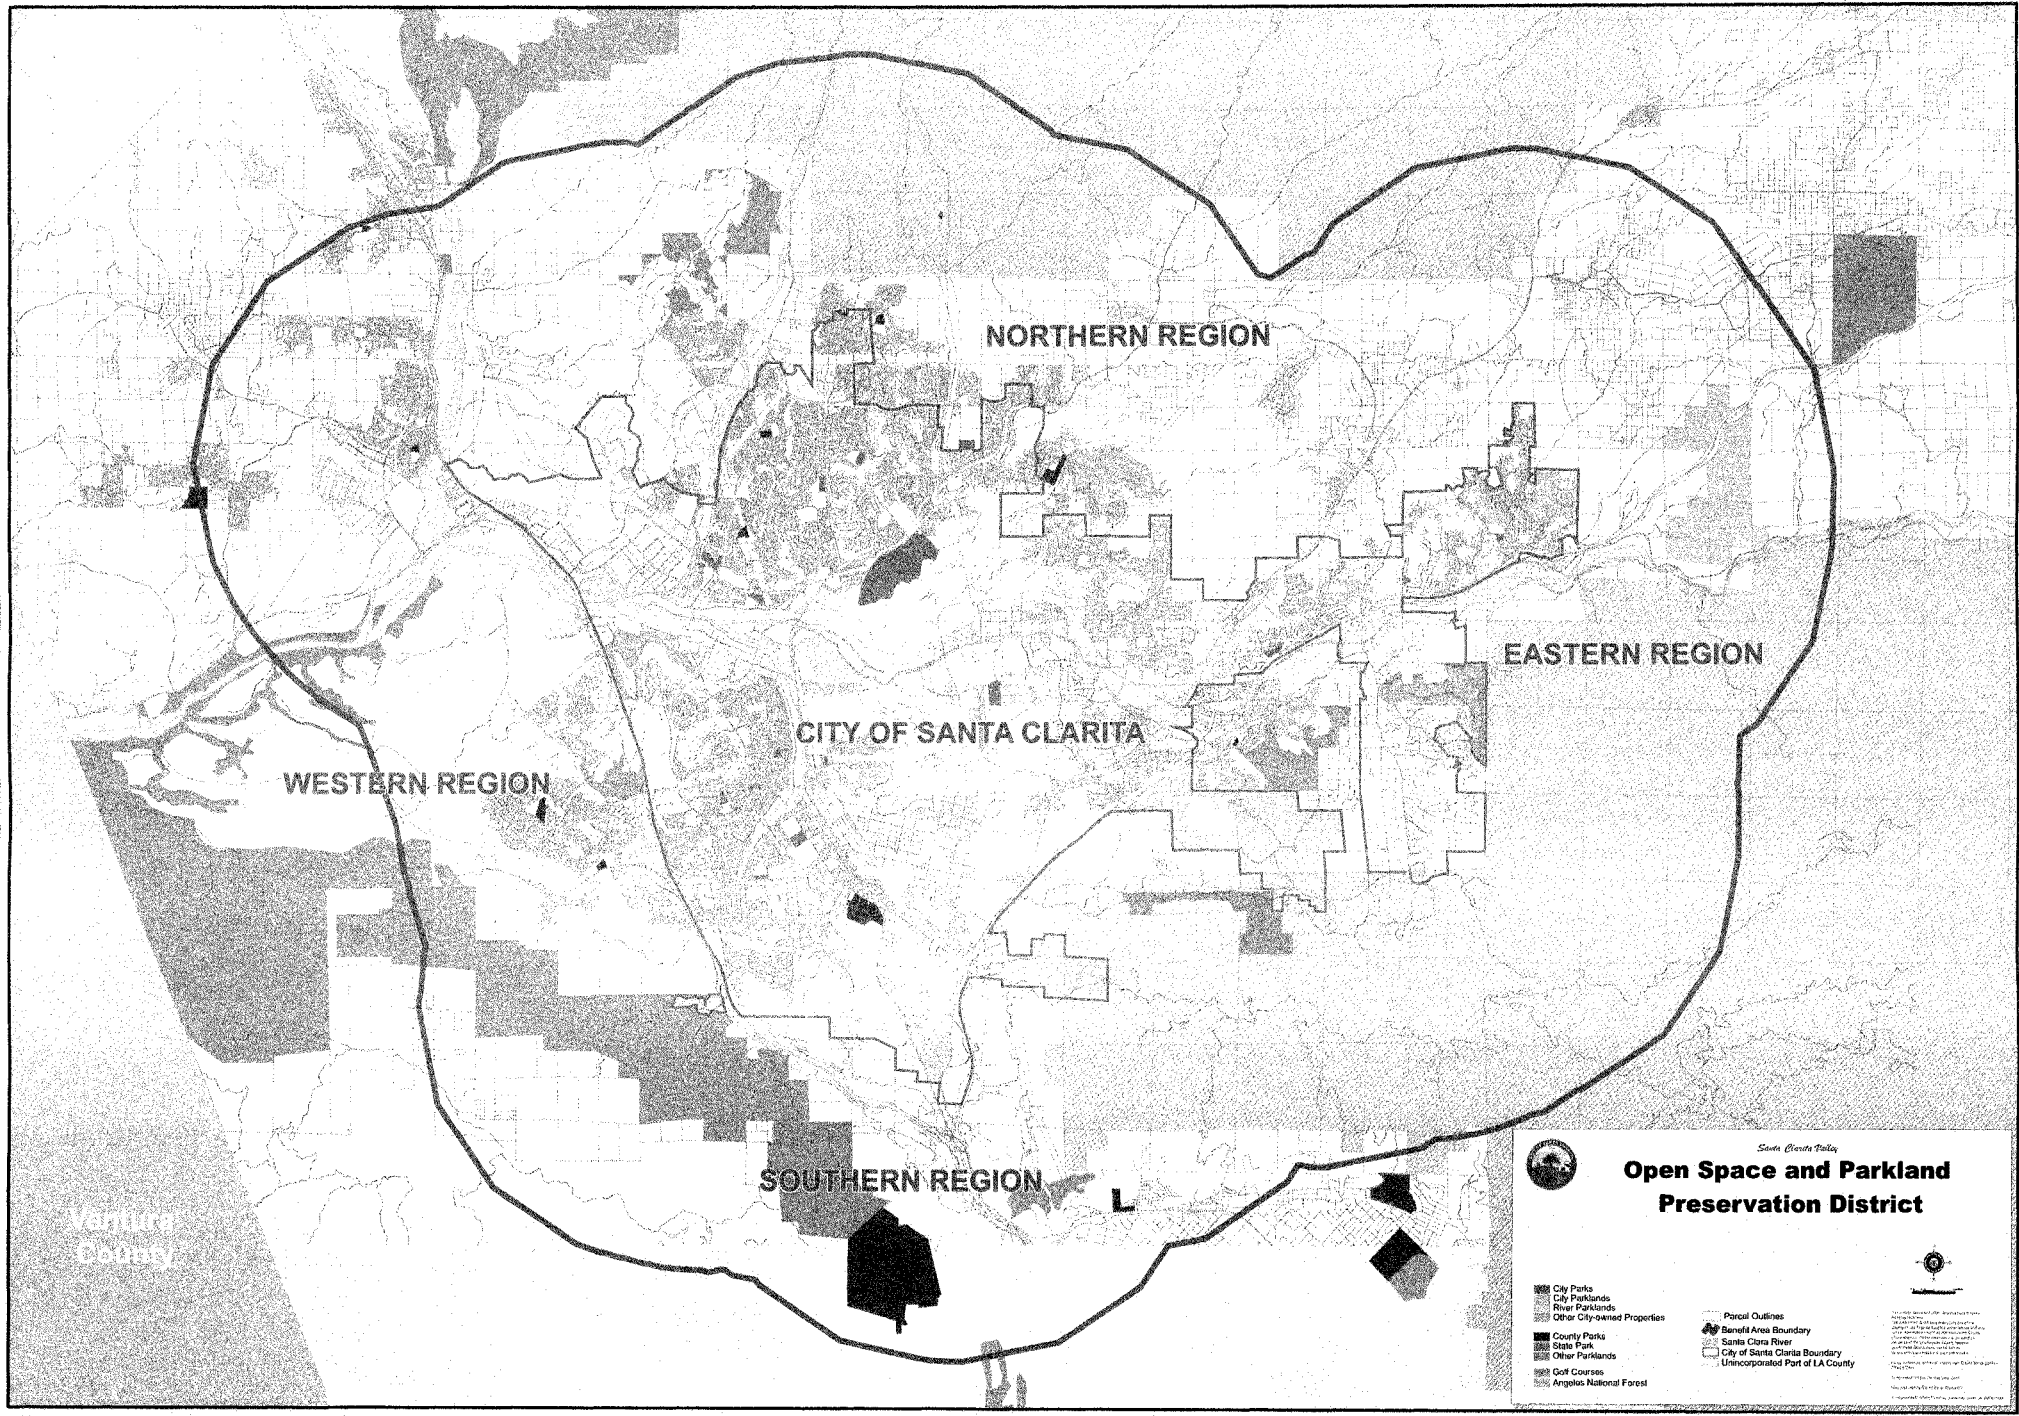 NORTHERN REGION
EASTERN REGION
CITY OF SANTA CLARITA
WESTERN REGION
SOUTHERN REGION
Ventura
County
Santa Clarita Valley
Open Space and Parkland
Preservation District
City Parks
City Parklands
River Parklands
Other City-owned Properties
County Parks
State Park
Other Parklands
Golf Courses
Angeles National Forest
Parcel Outlines
Benefit Area Boundary
Santa Clara River
City of Santa Clarita Boundary
Unincorporated Part of LA County